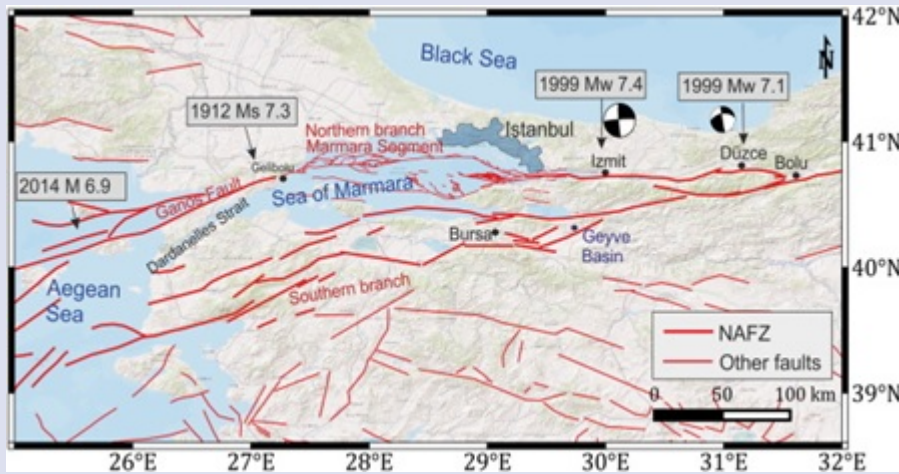 42°N
Black Sea
N
1999 Mw 7.4
1999 Mw 7.1
1912 Ms 7.3
Northern branch
Marmara Segment
Istanbul
41°N
Gelibolu
Izmit
Düzce
Bolu
2014 M 6.9
Ganos Fault
Sea of Marmara
Dardanelles Strait
Bursa
Geyve
Basin
40°N
Aegean
Sea
Southern branch
NAFZ
Other faults
0 50 100 km
39°N
26°E 27°E 28°E 29°E 30°E 31°E 32°E